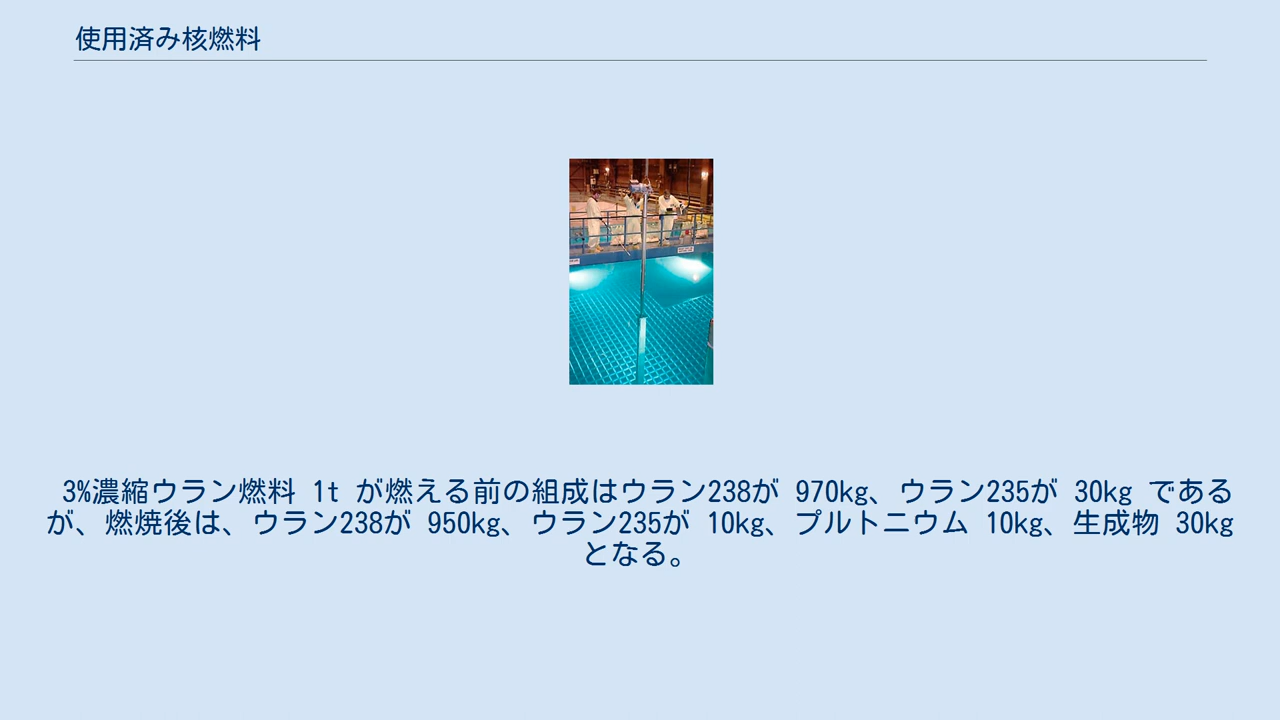 使用済み核燃料
3%濃縮ウラン燃料 1t が燃える前の組成はウラン238が 970kg、ウラン235が 30kg である
が、燃焼後は、ウラン238が 950kg、ウラン235が 10kg、プルトニウム 10kg、生成物 30kg
となる。